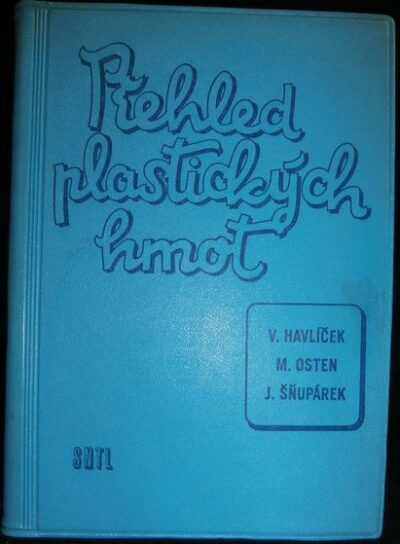 Přehled
plastických
hmot
V. HAVLÍČEK
M. OSTEN
J. ŠŇUPÁREK
SNTL